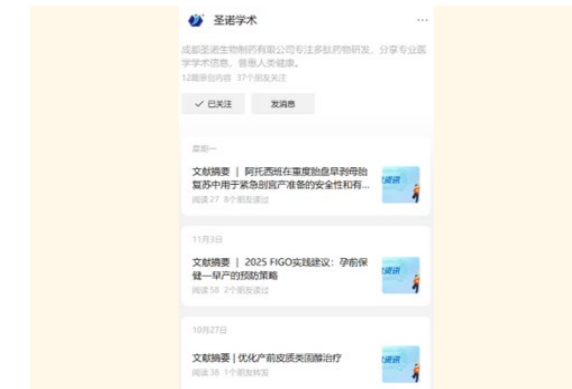 圣诺学术
成都圣诺生物制药有限公司专注多肽药物研发，分享专业医
学学术信息，普惠人类健康。
12篇原创内容 37个朋友关注
已关注
发消息
星期一
文献摘要 | 阿托西班在重度胎盘早剥母胎
复苏中用于紧急剖宫产准备的安全性和有...
阅读 27 8个朋友读过
11月3日
文献摘要 | 2025 FIGO实践建议：孕前保
健—早产的预防策略
阅读 58 2个朋友读过
10月27日
文献摘要 | 优化产前皮质类固醇治疗
阅读 38 1个朋友转发